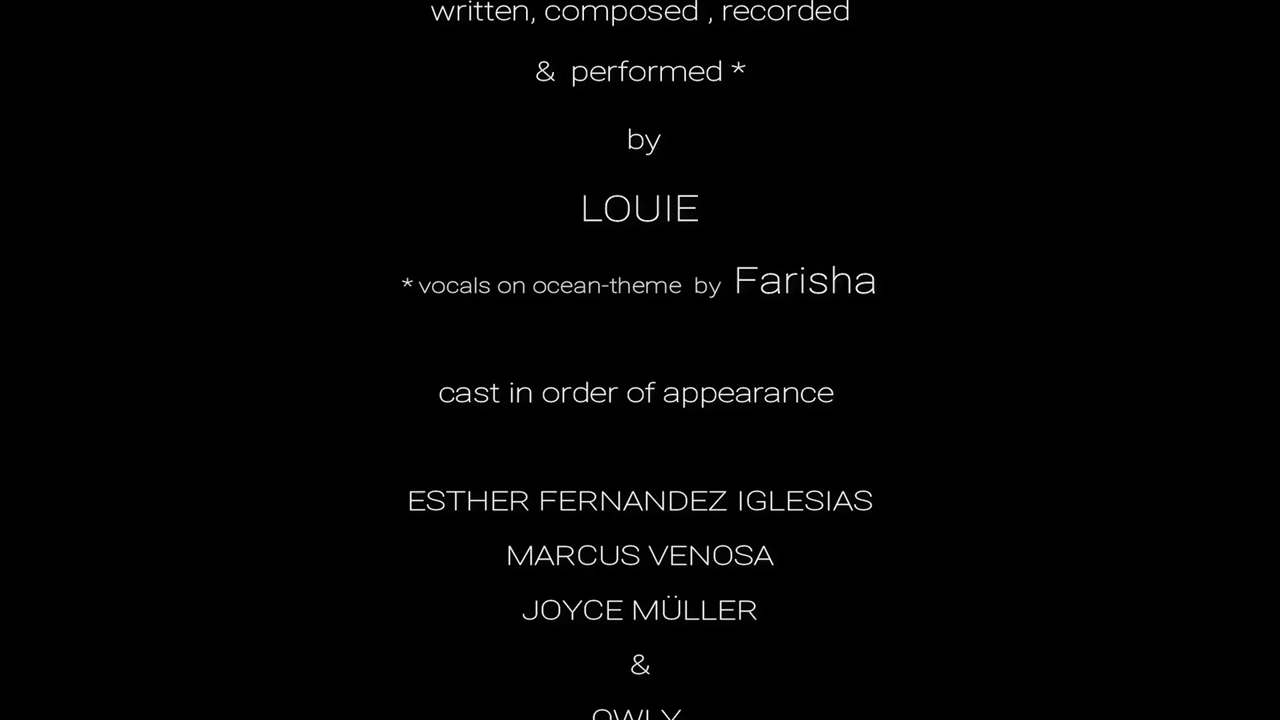 written, composed , recorded
& performed *
by
LOUIE
* vocals on ocean-theme by Farisha
cast in order of appearance
ESTHER FERNANDEZ IGLESIAS
MARCUS VENOSA
JOYCE MÜLLER
&
OWLY